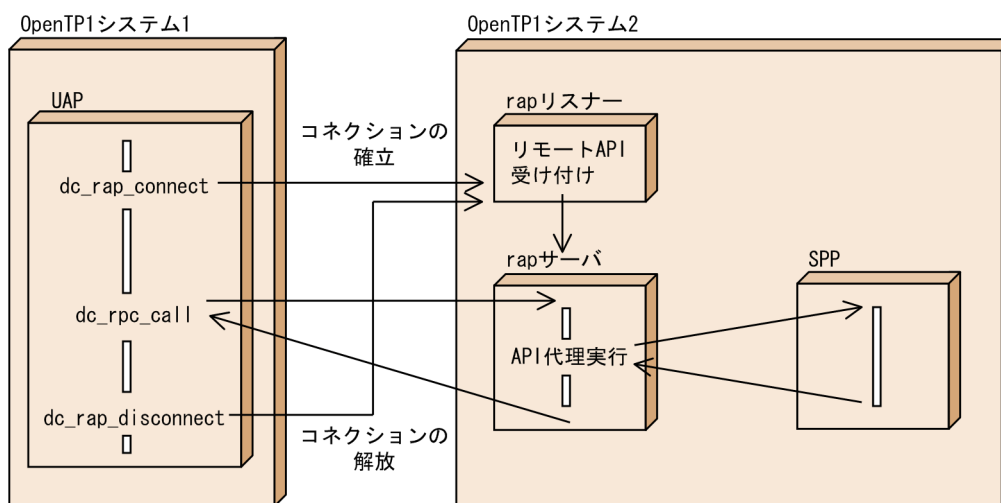 OpenTP1システム1
OpenTP1システム2
UAP
rapリスナー
コネクションの
確立
リモートAPI
受け付け
dc_rap_connect
rapサーバ
SPP
dc_rpc_call
API代理実行
dc_rap_disconnect
コネクションの
解放